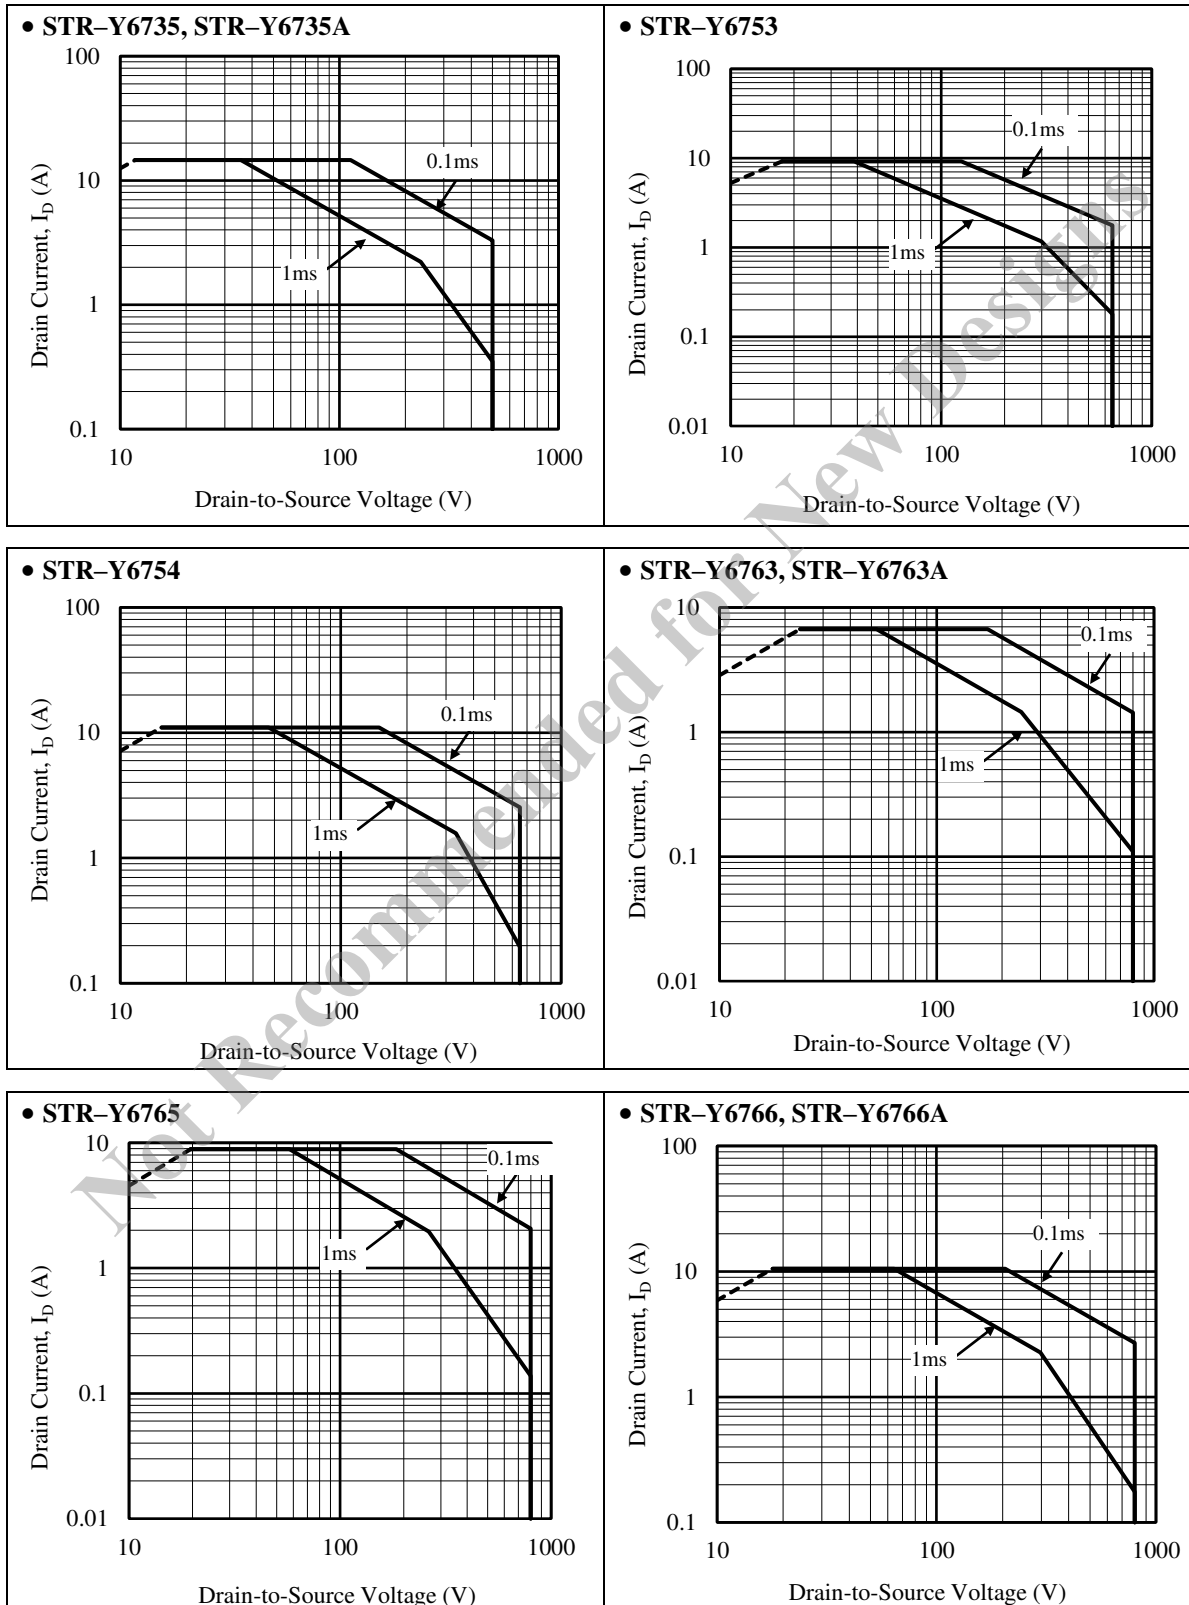 • STR–Y6735, STR–Y6735A
100
10
1
0.1
10
100
1000
0.1ms
1ms
Drain Current, I_D (A)
Drain-to-Source Voltage (V)
• STR–Y6753
100
10
1
0.1
0.01
10
100
1000
0.1ms
1ms
Drain Current, I_D (A)
Drain-to-Source Voltage (V)
• STR–Y6754
100
10
1
0.1
10
100
1000
0.1ms
1ms
Drain Current, I_D (A)
Drain-to-Source Voltage (V)
• STR–Y6763, STR–Y6763A
10
1
0.1
0.01
10
100
1000
0.1ms
1ms
Drain Current, I_D (A)
Drain-to-Source Voltage (V)
• STR–Y6765
10
1
0.1
0.01
10
100
1000
0.1ms
1ms
Drain Current, I_D (A)
Drain-to-Source Voltage (V)
• STR–Y6766, STR–Y6766A
100
10
1
0.1
10
100
1000
0.1ms
1ms
Drain Current, I_D (A)
Drain-to-Source Voltage (V)
Not Recommended for New Designs